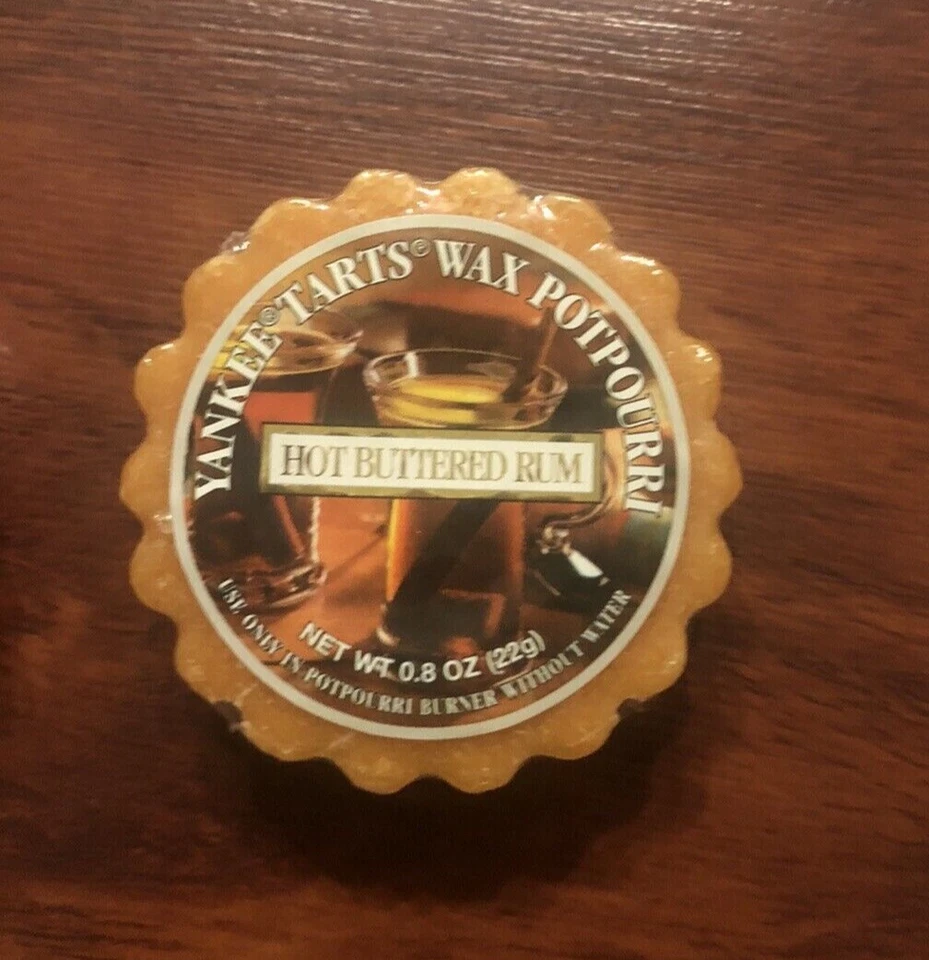 YANKEE® TARTS® WAX POTPOURRI
HOT BUTTERED RUM
NET WT. 0.8 OZ (22g)
USE ONLY IN POTPOURRI BURNER WITHOUT WATER